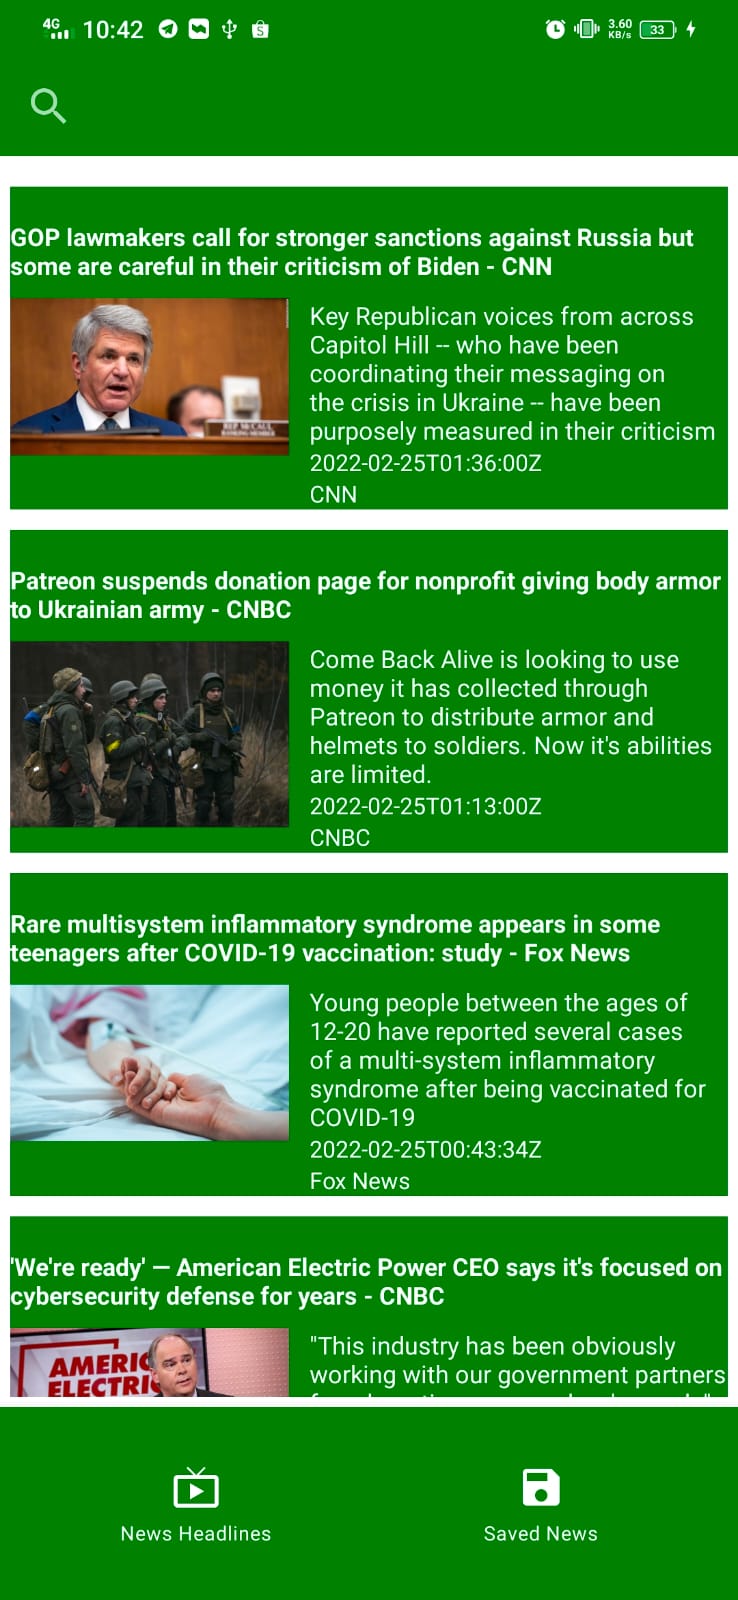 4G 10:42 3.60 KB/s 33
GOP lawmakers call for stronger sanctions against Russia but
some are careful in their criticism of Biden - CNN
Key Republican voices from across
Capitol Hill -- who have been
coordinating their messaging on
the crisis in Ukraine -- have been
purposely measured in their criticism
REP McCAUL
RANKING MEMBER
2022-02-25T01:36:00Z
CNN
Patreon suspends donation page for nonprofit giving body armor
to Ukrainian army - CNBC
Come Back Alive is looking to use
money it has collected through
Patreon to distribute armor and
helmets to soldiers. Now it's abilities
are limited.
2022-02-25T01:13:00Z
CNBC
Rare multisystem inflammatory syndrome appears in some
teenagers after COVID-19 vaccination: study - Fox News
Young people between the ages of
12-20 have reported several cases
of a multi-system inflammatory
syndrome after being vaccinated for
COVID-19
2022-02-25T00:43:34Z
Fox News
'We're ready' — American Electric Power CEO says it's focused on
cybersecurity defense for years - CNBC
AMERIC
ELECTRI
"This industry has been obviously
working with our government partners
News Headlines
Saved News